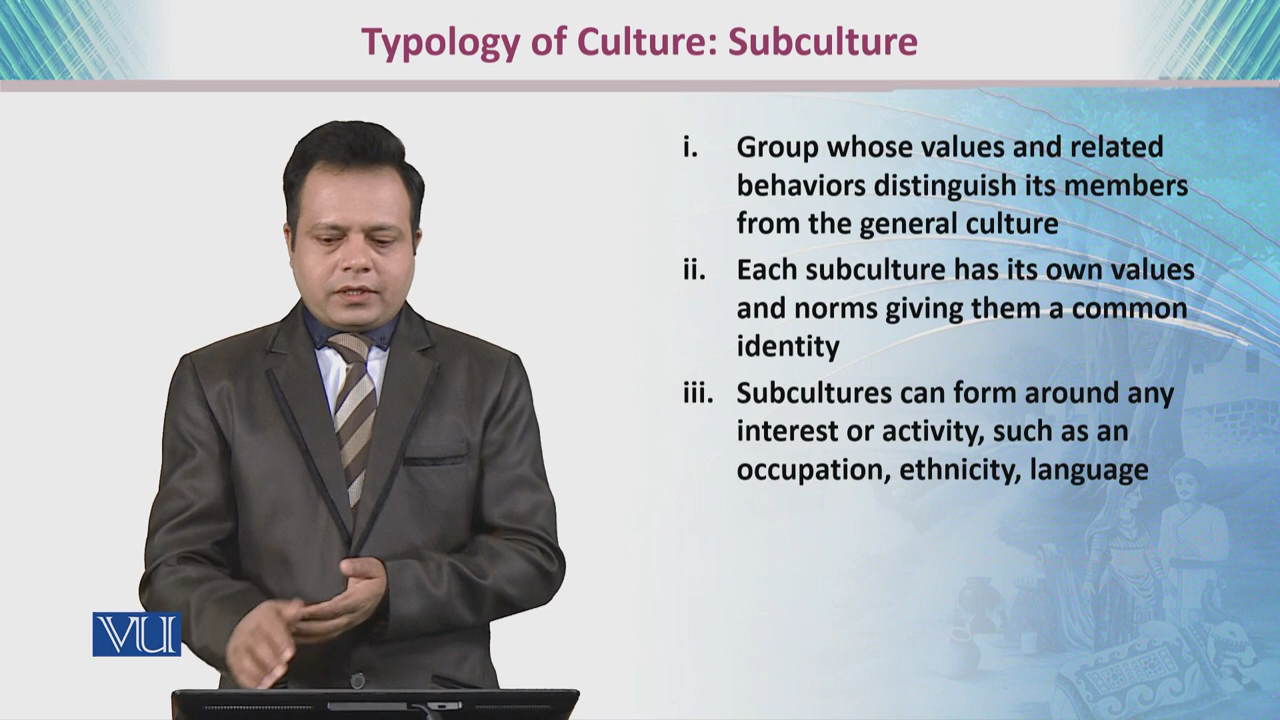 Typology of Culture: Subculture
i. Group whose values and related
behaviors distinguish its members
from the general culture
ii. Each subculture has its own values
and norms giving them a common
identity
iii. Subcultures can form around any
interest or activity, such as an
occupation, ethnicity, language
VU